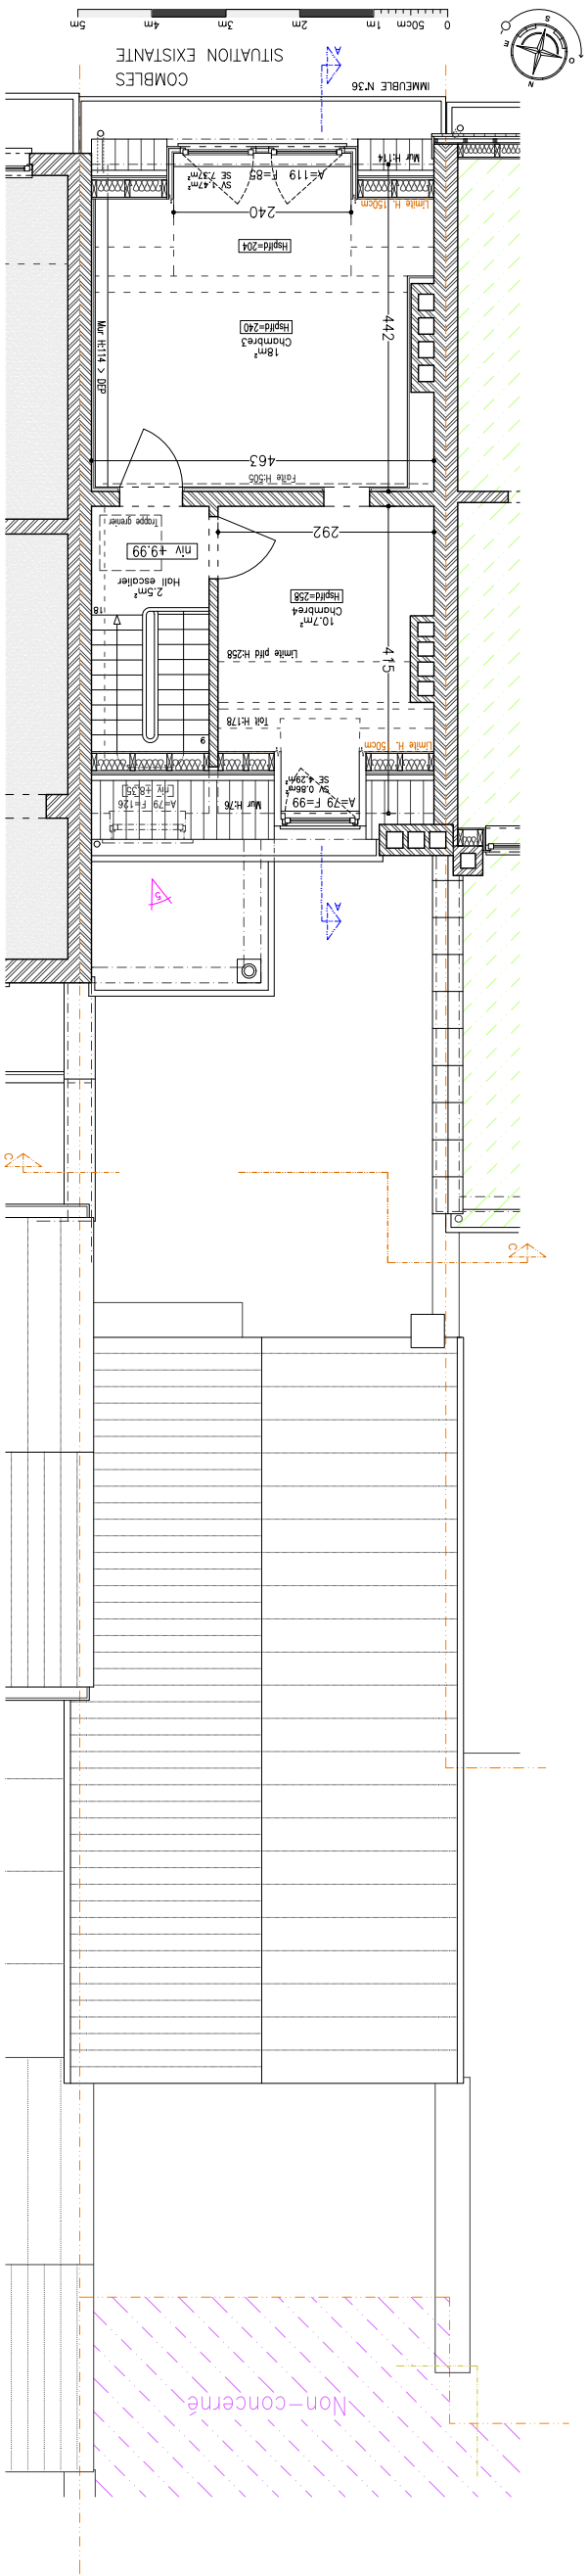 5m 4m 3m 2m 1m 50cm 0
COMBLES
SITUATION EXISTANTE
IMMEUBLE N°36
N
E
S
O
A
Mur H:114
A=119 F=85
SV 1.47m²
SE 7.37m²
Limite H. 150cm
240
Hsplfd=204
442
Hsplfd=240
Chambre3
18m²
Mur H:114 > DEP
463
Faîte H:505
Trappe grenier
niv +9.99
Hall escalier
2.5m²
292
Hsplfd=258
Chambre4
10.7m²
18
9
415
Limite plfd H:258
Toit H:178
Limite H. 150cm
niv +8.35
A=79 F=126
Mur H:76
SV 0.86m²
SE 4.29m²
A=79 F=99
A
5
C
C
Non-concerné